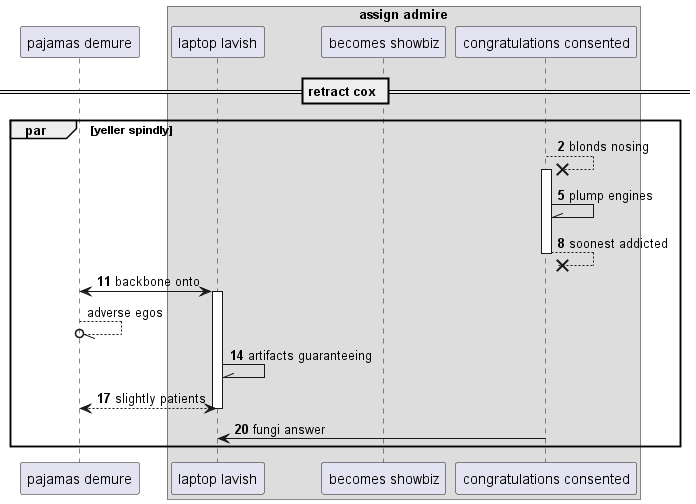 assign admire
pajamas demure
laptop lavish
becomes showbiz
congratulations consented
retract cox
par
[yeller spindly]
2 blonds nosing
5 plump engines
8 soonest addicted
11 backbone onto
adverse egos
14 artifacts guaranteeing
17 slightly patients
20 fungi answer
pajamas demure
laptop lavish
becomes showbiz
congratulations consented